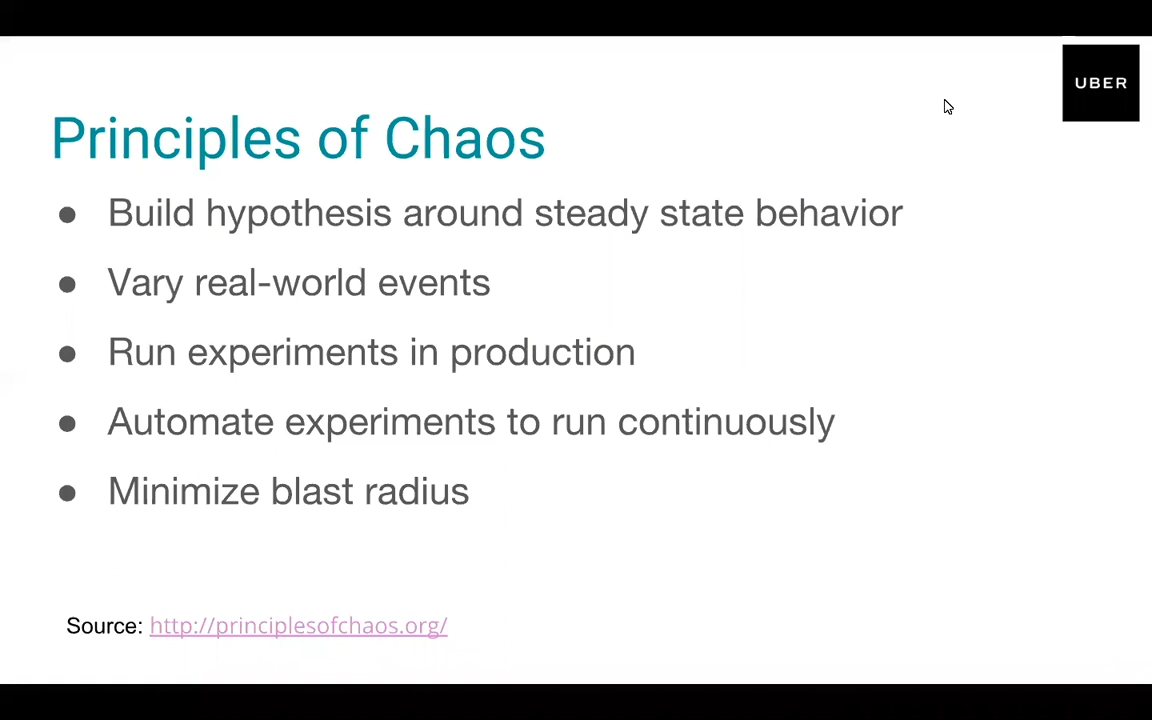 UBER
Principles of Chaos
● Build hypothesis around steady state behavior
● Vary real-world events
● Run experiments in production
● Automate experiments to run continuously
● Minimize blast radius
Source: http://principlesofchaos.org/